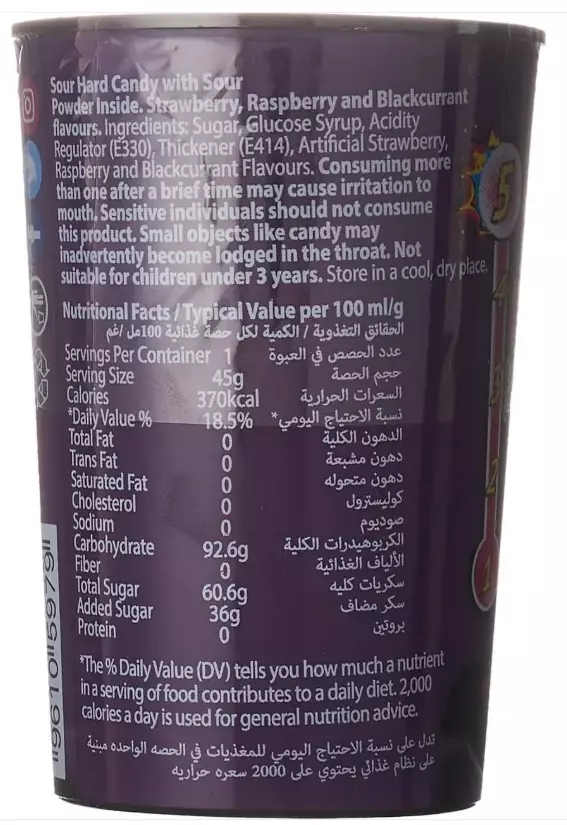 Sour Hard Candy with Sour
Powder Inside. Strawberry, Raspberry and Blackcurrant
flavours. Ingredients: Sugar, Glucose Syrup, Acidity
Regulator (E330), Thickener (E414), Artificial Strawberry,
Raspberry and Blackcurrant Flavours. Consuming more
than one after a brief time may cause irritation to
mouth. Sensitive individuals should not consume
this product. Small objects like candy may
inadvertently become lodged in the throat. Not
suitable for children under 3 years. Store in a cool, dry place.
Nutritional Facts / Typical Value per 100 ml/g
الحقائق التغذوية / الكمية لكل حصة غذائية 100مل /غم
Servings Per Container 1 عدد الحصص في العبوة
Serving Size 45g حجم الحصة
Calories 370kcal السعرات الحرارية
*Daily Value % 18.5% نسبة الاحتياج اليومي*
Total Fat 0 الدهون الكلية
Trans Fat 0 دهون مشبعة
Saturated Fat 0 دهون متحوله
Cholesterol 0 كوليسترول
Sodium 0 صوديوم
Carbohydrate 92.6g الكربوهيدرات الكلية
Fiber 0 الألياف الغذائية
Total Sugar 60.6g سكريات كليه
Added Sugar 36g سكر مضاف
Protein 0 بروتين
*The % Daily Value (DV) tells you how much a nutrient
in a serving of food contributes to a daily diet. 2,000
calories a day is used for general nutrition advice.
تدل على نسبة الاحتياج اليومي للمغذيات في الحصه الواحده مبنية
على نظام غذائي يحتوي على 2000 سعره حراريه
5
4
3
2
1